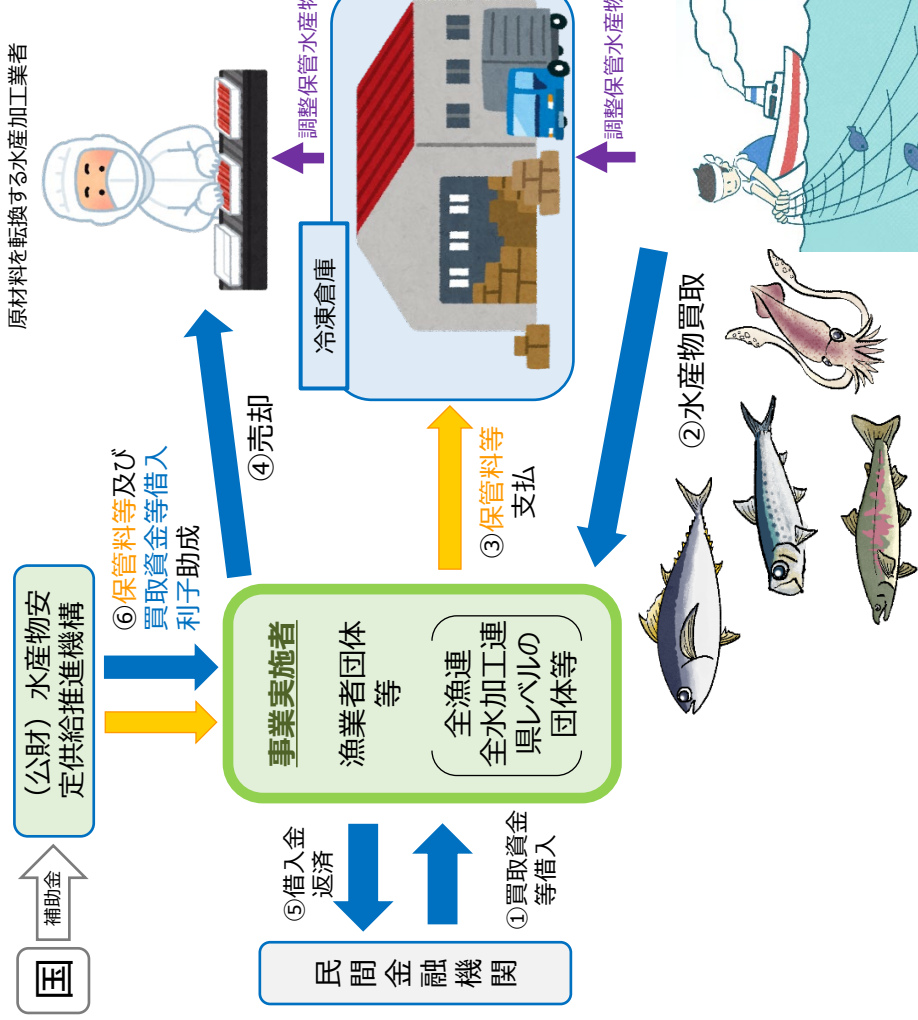 国
補助金
(公財)水産物安
定供給推進機構
⑥保管料等及び
買取資金等借入
利子助成
原材料を転換する水産加工業者
民間金融機関
⑤借入金
返済
①買取資金
等借入
事業実施者
漁業者団体
等
全漁連
全水加工連
県レベルの
団体等
④売却
③保管料等
支払
冷凍倉庫
調整保管水産物
調整保管水産物
②水産物買取